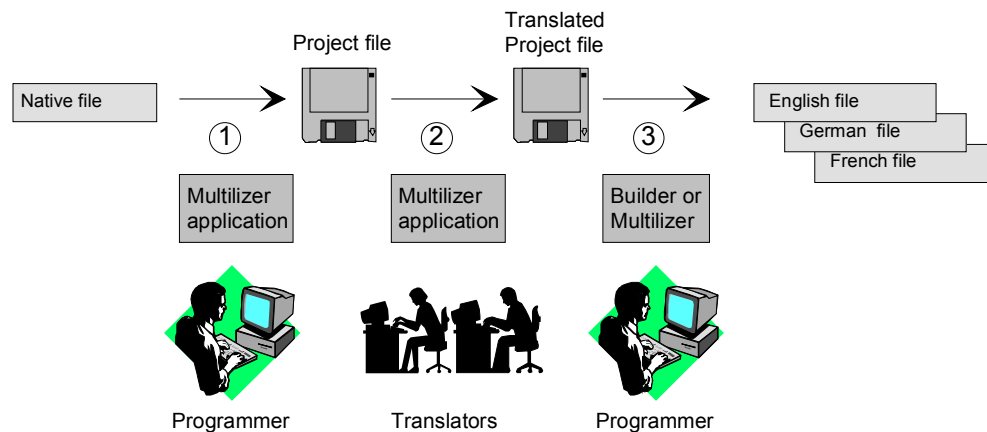 Project file
Translated
Project file
Native file
English file
German file
French file
1
2
3
Multilizer
application
Multilizer
application
Builder or
Multilizer
Programmer
Translators
Programmer